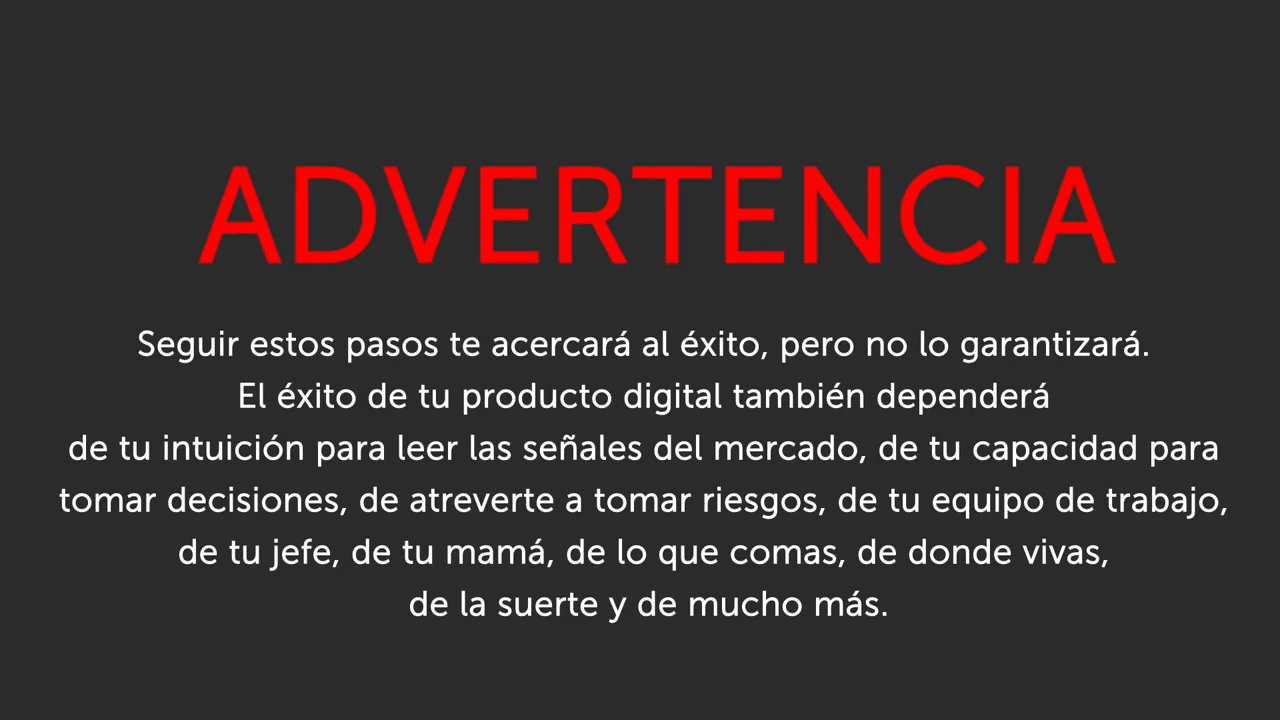 ADVERTENCIA
Seguir estos pasos te acercará al éxito, pero no lo garantizará.
El éxito de tu producto digital también dependerá
de tu intuición para leer las señales del mercado, de tu capacidad para
tomar decisiones, de atreverte a tomar riesgos, de tu equipo de trabajo,
de tu jefe, de tu mamá, de lo que comas, de donde vivas,
de la suerte y de mucho más.